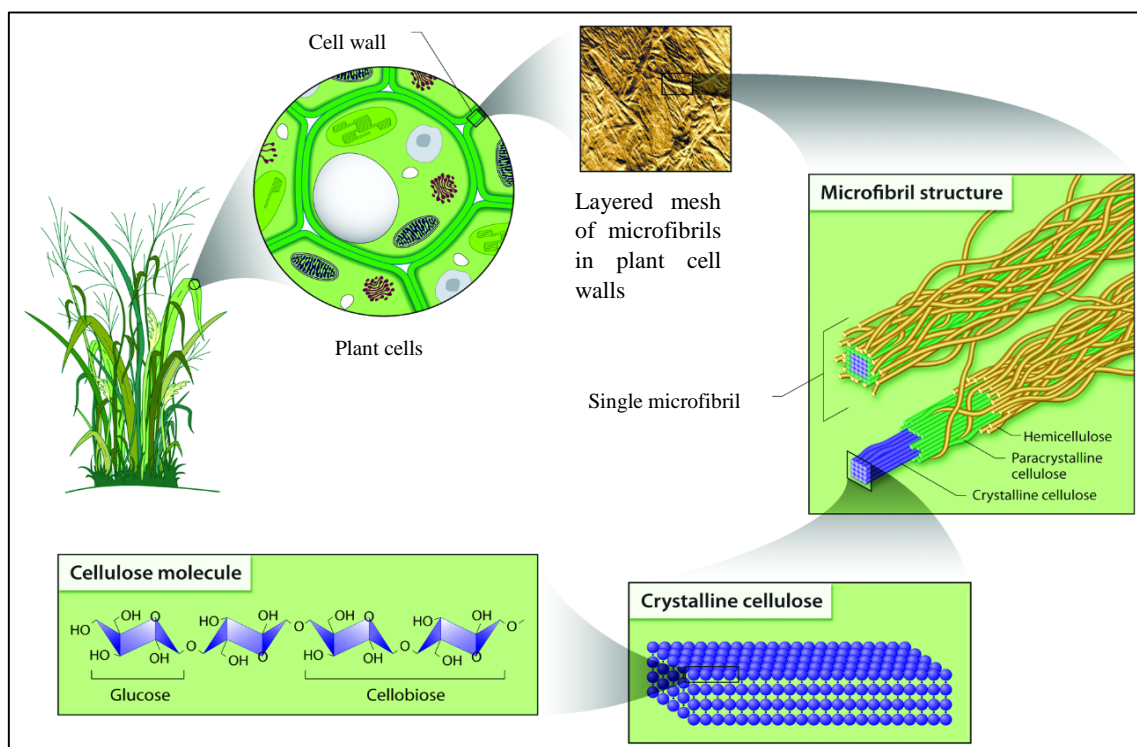 Cell wall
Plant cells
Layered mesh
of microfibrils
in plant cell
walls
Microfibril structure
Single microfibril
Hemicellulose
Paracrystalline
cellulose
Crystalline cellulose
Cellulose molecule
OH
OH
HO
OH
OH
O
HO
O
O
O
HO
O
O
O
HO
OH
HO
O
OH
HO
OH
HO
O
OH
Glucose
Cellobiose
Crystalline cellulose